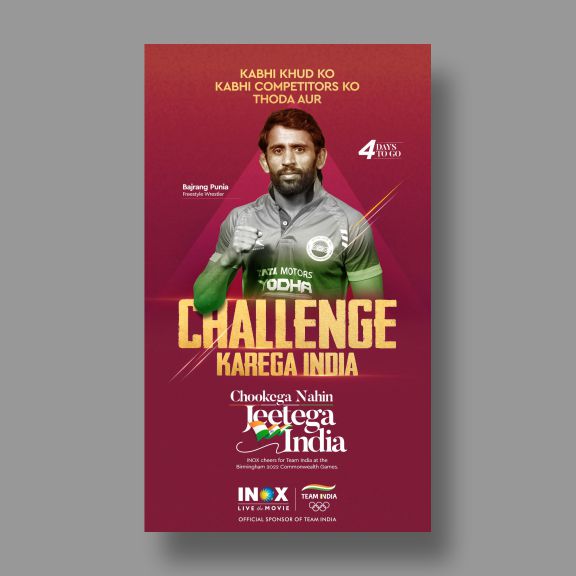 KABHI KHUD KO
KABHI COMPETITORS KO
THODA AUR
4 DAYS
TO GO
Bajrang Punia
Freestyle Wrestler
TATA MOTORS
YODHA
CHALLENGE
KAREGA INDIA
Chookega Nahin
Jeetega
India
INOX cheers for Team India at the
Birmingham 2022 Commonwealth Games.
INOX
LIVE the MOVIE
TEAM INDIA
OFFICIAL SPONSOR OF TEAM INDIA